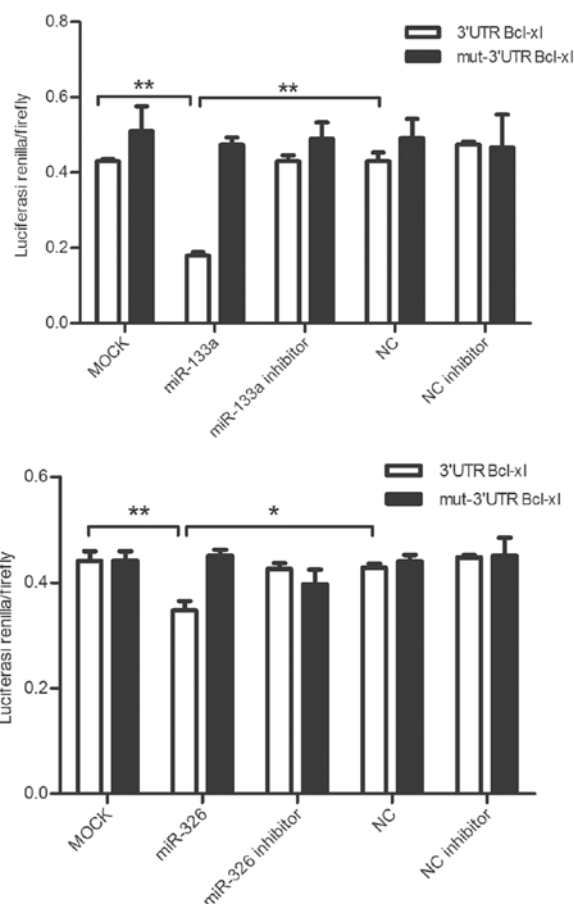 0.8
0.6
0.4
0.2
0.0
Luciferasi renilla/firefly
3'UTR Bcl-xl
mut-3'UTR Bcl-xl
**
**
MOCK
miR-133a
miR-133a inhibitor
NC
NC inhibitor
0.6
0.4
0.2
0.0
Luciferasi renilla/firefly
3'UTR Bcl-xl
mut-3'UTR Bcl-xl
**
*
MOCK
miR-326
miR-326 inhibitor
NC
NC inhibitor